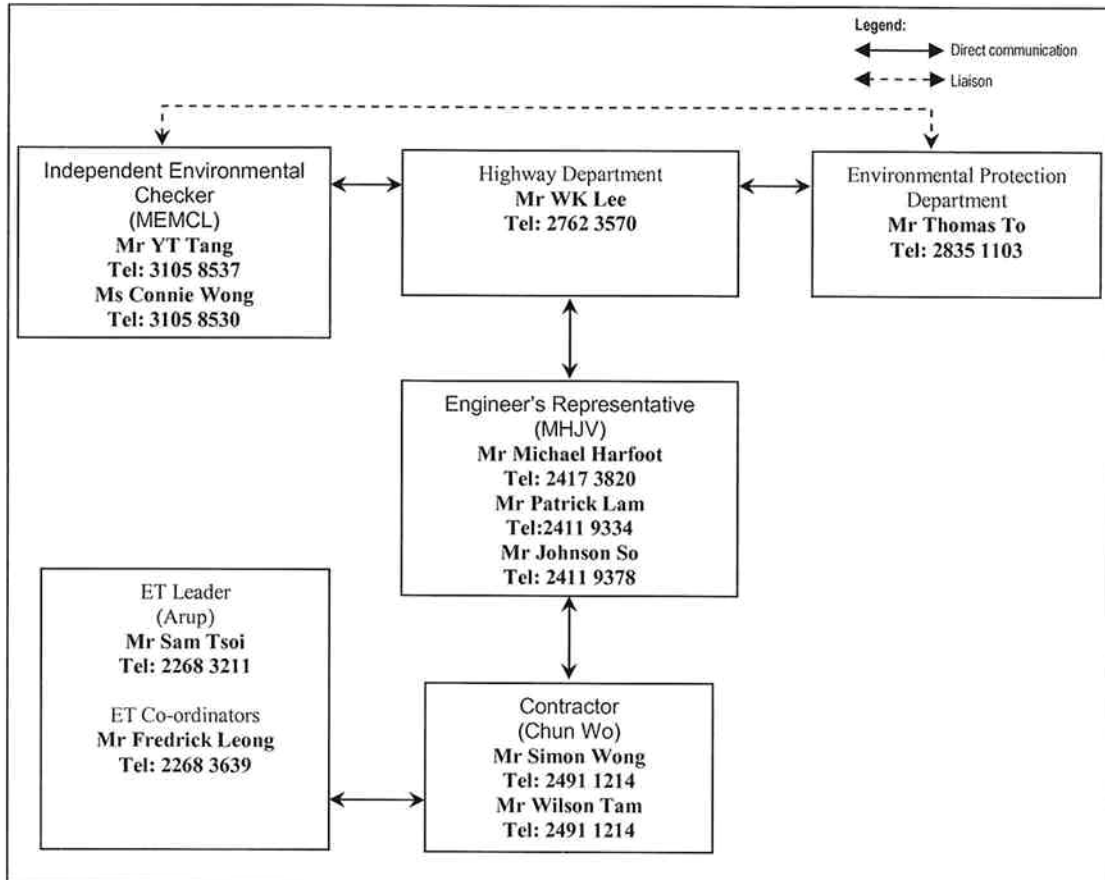 Legend:
Direct communication
Liaison
Independent Environmental
Checker
(MEMCL)
Mr YT Tang
Tel: 3105 8537
Ms Connie Wong
Tel: 3105 8530
Highway Department
Mr WK Lee
Tel: 2762 3570
Environmental Protection
Department
Mr Thomas To
Tel: 2835 1103
Engineer's Representative
(MHJV)
Mr Michael Harfoot
Tel: 2417 3820
Mr Patrick Lam
Tel:2411 9334
Mr Johnson So
Tel: 2411 9378
ET Leader
(Arup)
Mr Sam Tsoi
Tel: 2268 3211
ET Co-ordinators
Mr Fredrick Leong
Tel: 2268 3639
Contractor
(Chun Wo)
Mr Simon Wong
Tel: 2491 1214
Mr Wilson Tam
Tel: 2491 1214